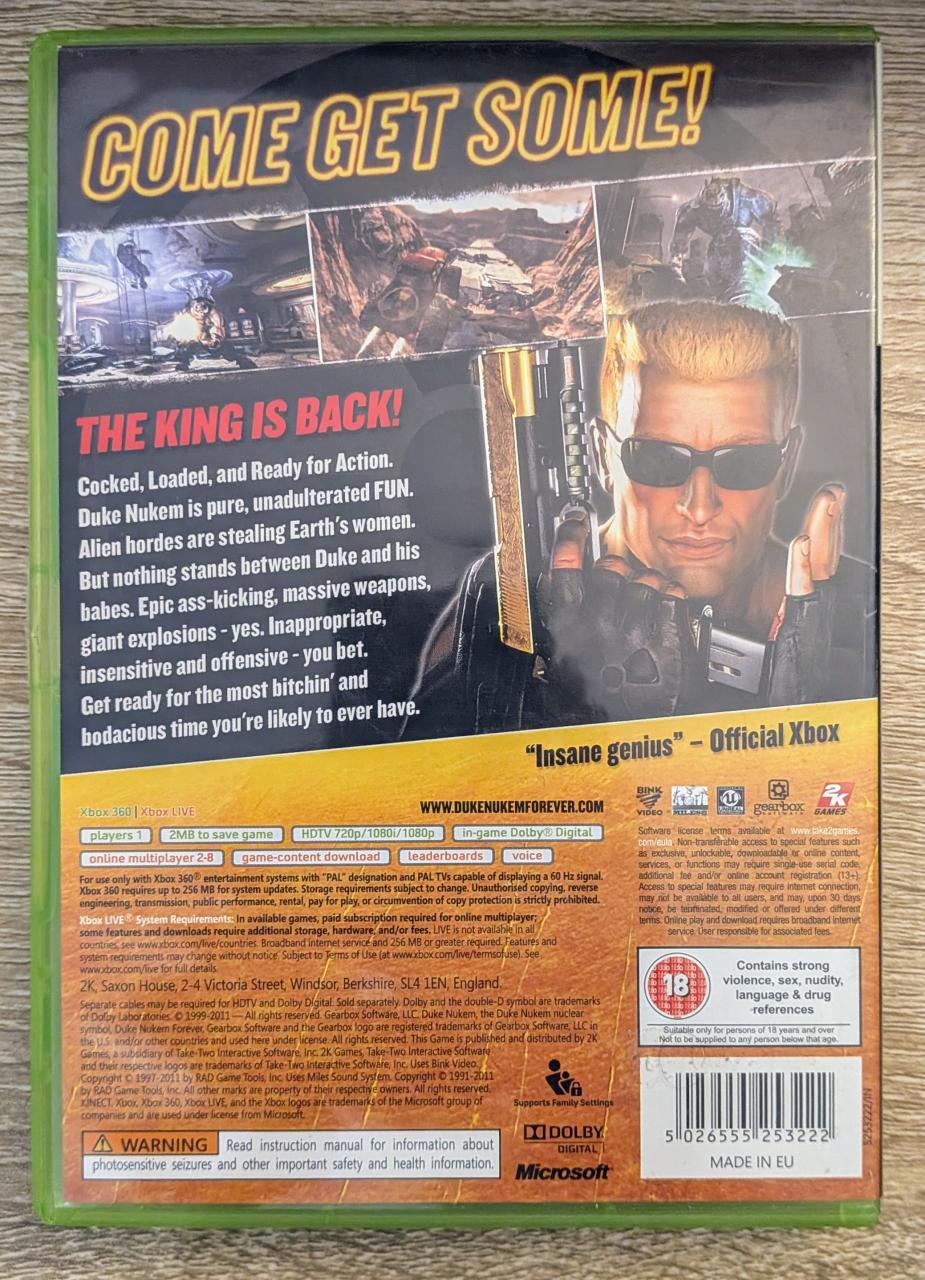 COME GET SOME!
THE KING IS BACK!
Cocked, Loaded, and Ready for Action.
Duke Nukem is pure, unadulterated FUN.
Alien hordes are stealing Earth's women.
But nothing stands between Duke and his
babes. Epic ass-kicking, massive weapons,
giant explosions - yes. Inappropriate,
insensitive and offensive - you bet.
Get ready for the most bitchin' and
bodacious time you're likely to ever have.
"Insane genius" – Official Xbox
Xbox 360 | Xbox LIVE
WWW.DUKENUKEMFOREVER.COM
players 1
2MB to save game
HDTV 720p/1080i/1080p
in-game Dolby® Digital
online multiplayer 2-8
game-content download
leaderboards
voice
For use only with Xbox 360® entertainment systems with "PAL" designation and PAL TVs capable of displaying a 60 Hz signal.
Xbox 360 requires up to 256 MB for system updates. Storage requirements subject to change. Unauthorised copying, reverse
engineering, transmission, public performance, rental, pay for play, or circumvention of copy protection is strictly prohibited.
Xbox LIVE® System Requirements: In available games, paid subscription required for online multiplayer;
some features and downloads require additional storage, hardware, and/or fees. LIVE is not available in all
countries, see www.xbox.com/live/countries. Broadband internet service and 256 MB or greater required. Features and
system requirements may change without notice. Subject to Terms of Use (at www.xbox.com/live/termsofuse). See
www.xbox.com/live for full details.
2K, Saxon House, 2-4 Victoria Street, Windsor, Berkshire, SL4 1EN, England.
Separate cables may be required for HDTV and Dolby Digital. Sold separately. Dolby and the double-D symbol are trademarks
of Dolby Laboratories. © 1999-2011 — All rights reserved. Gearbox Software, LLC. Duke Nukem, the Duke Nukem nuclear
symbol, Duke Nukem Forever, Gearbox Software and the Gearbox logo are registered trademarks of Gearbox Software, LLC in
the U.S. and/or other countries and used here under license. All rights reserved. This Game is published and distributed by 2K
Games, a subsidiary of Take-Two Interactive Software, Inc. 2K Games, Take-Two Interactive Software
and their respective logos are trademarks of Take-Two Interactive Software, Inc. Uses Bink Video.
Copyright © 1997-2011 by RAD Game Tools, Inc. Uses Miles Sound System. Copyright © 1991-2011
by RAD Game Tools, Inc. All other marks are property of their respective owners. All rights reserved.
KINECT, Xbox, Xbox 360, Xbox LIVE, and the Xbox logos are trademarks of the Microsoft group of
companies and are used under license from Microsoft.
WARNING
Read instruction manual for information about
photosensitive seizures and other important safety and health information.
Supports Family Settings
DOLBY
DIGITAL
Microsoft®
BINK
VIDEO
MILES
UNREAL
gearbox
software
2K
GAMES
Software license terms available at www.take2games.
com/eula. Non-transferable access to special features such
as exclusive, unlockable, downloadable or online content,
services, or functions may require single-use serial code,
additional fee and/or online account registration (13+).
Access to special features may require internet connection,
may not be available to all users, and may, upon 30 days
notice, be terminated, modified or offered under different
terms. Online play and download requires broadband internet
service. User responsible for associated fees.
18
Contains strong
violence, sex, nudity,
language & drug
references
Suitable only for persons of 18 years and over
Not to be supplied to any person below that age.
5 026555 253222
MADE IN EU
5253222/IN